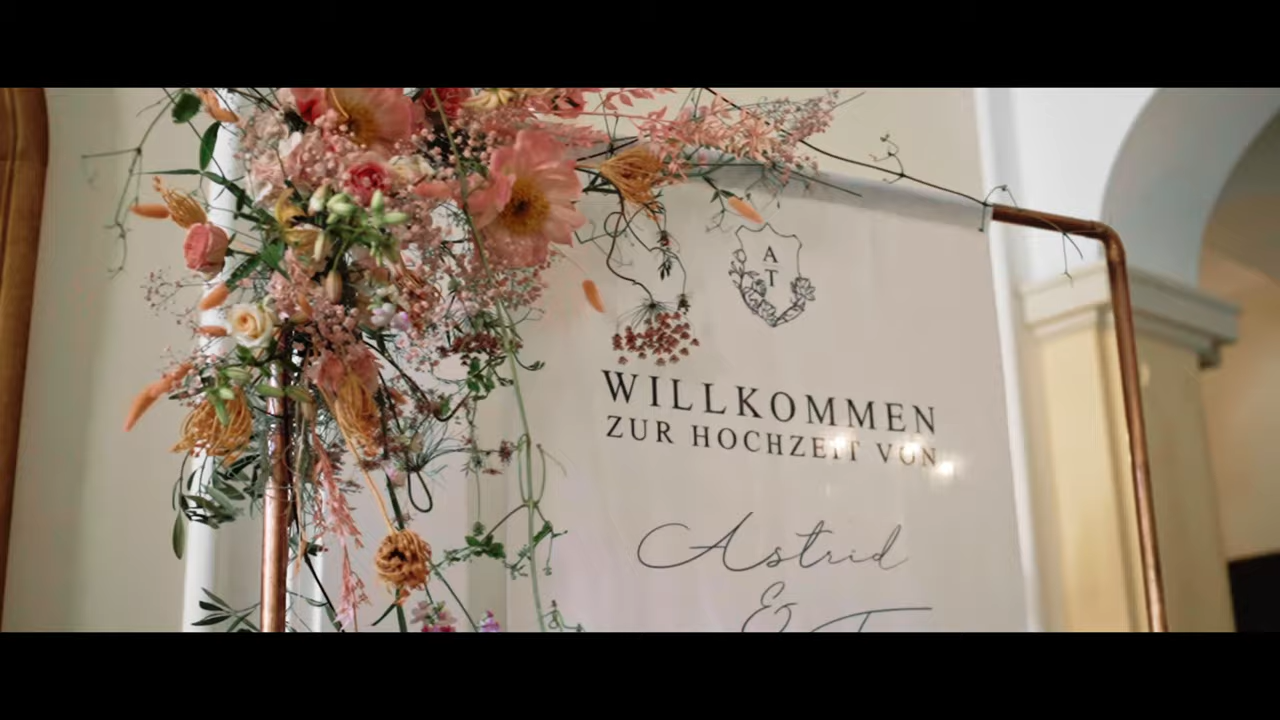 A
T
WILLKOMMEN
ZUR HOCHZEIT VON
Astrid
&